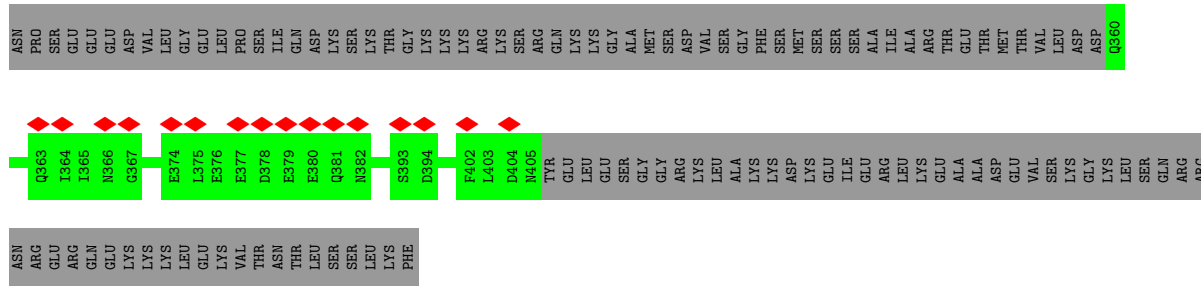 ASN PRO SER GLU GLU GLU ASP VAL LEU GLY GLU LEU PRO SER ILE GLN ASP LYS SER LYS THR GLY LYS LYS LYS ARG LYS SER ARG GLN LYS LYS GLY ALA MET SER ASP VAL SER GLY PHE SER MET SER SER SER ALA ILE ALA ARG THR GLU THR MET THR VAL LEU ASP ASP Q360
Q363 I364 I365 N366 G367 E374 L375 E376 E377 D378 E379 E380 Q381 N382 S393 D394 F402 L403 D404 N405 TYR GLU LEU GLU SER GLY GLY ARG LYS LEU ALA LYS LYS ASP LYS GLU ILE GLU ARG LEU LYS GLU ALA ALA ASP GLU VAL SER LYS GLY LYS LEU SER GLN ARG ARG
ASN ARG GLU ARG GLN GLU LYS LYS LYS LEU GLU LYS VAL THR ASN THR LEU SER SER LEU LYS PHE